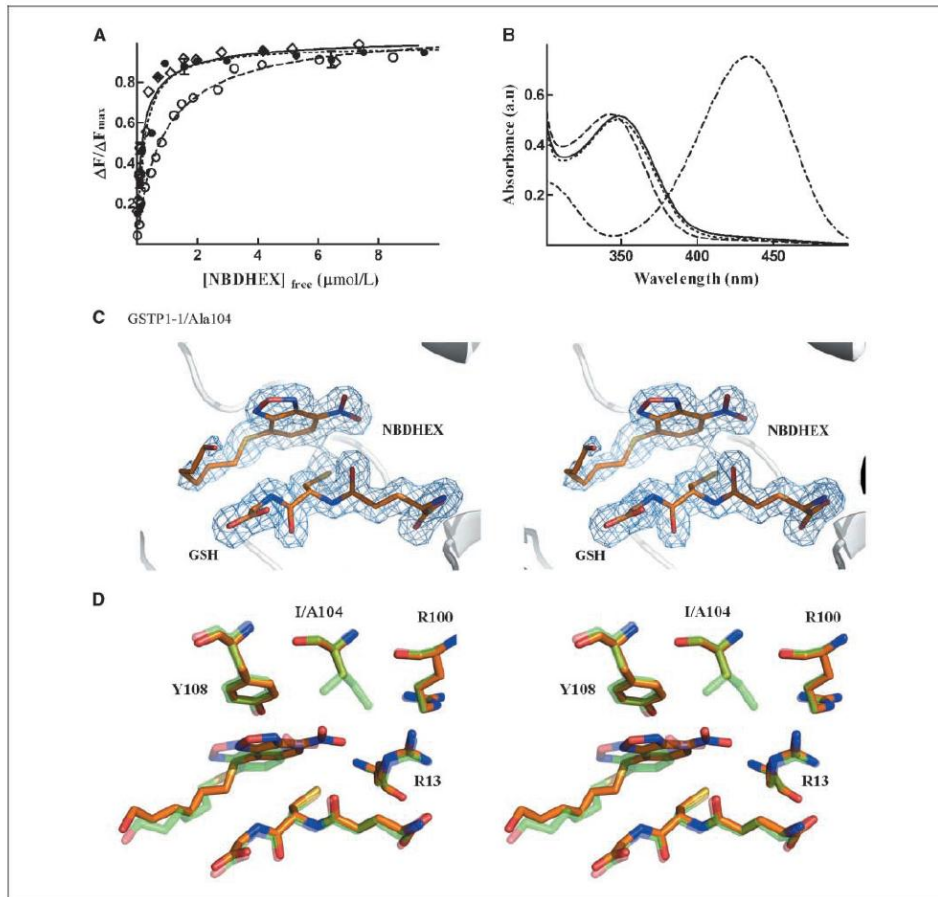 A
0.8
0.6
0.4
0.2
ΔF/ΔFmax
2 4 6 8
[NBDHEX] free (μmol/L)
B
0.8
0.6
0.4
0.2
Absorbance (a.u)
350 400 450
Wavelength (nm)
C GSTP1-1/Ala104
NBDHEX
GSH
NBDHEX
GSH
D
I/A104
R100
Y108
R13
I/A104
R100
Y108
R13